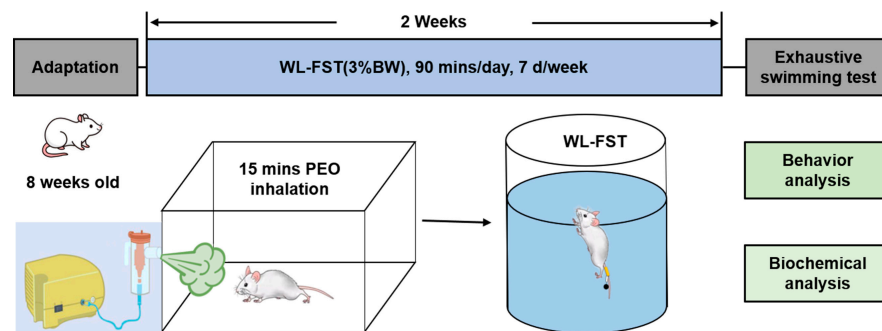 2 Weeks
Adaptation
WL-FST(3%BW), 90 mins/day, 7 d/week
Exhaustive
swimming test
8 weeks old
15 mins PEO
inhalation
WL-FST
Behavior
analysis
Biochemical
analysis